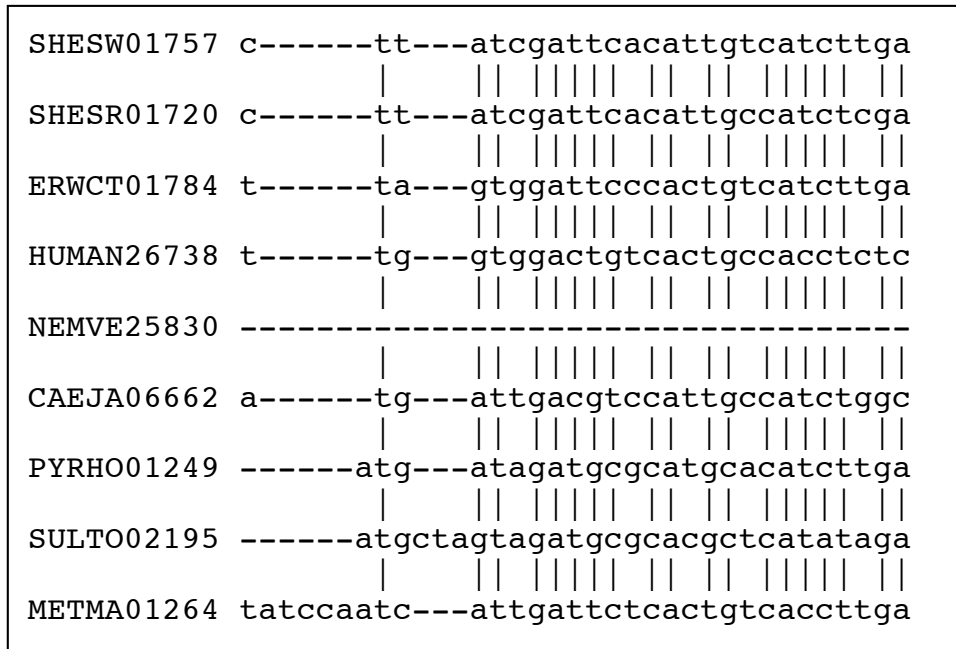 SHESW01757 c------tt---atcgattcacattgtcatcttga
                  |    || ||||| || || ||||| ||
SHESR01720 c------tt---atcgattcacattgccatctcga
                  |    || ||||| || || ||||| ||
ERWCT01784 t------ta---gtggattcccactgtcatcttga
                  |    || ||||| || || ||||| ||
HUMAN26738 t------tg---gtggactgtcactgccacctctc
                  |    || ||||| || || ||||| ||
NEMVE25830 -----------------------------------
                  |    || ||||| || || ||||| ||
CAEJA06662 a------tg---attgacgtccattgccatctggc
                  |    || ||||| || || ||||| ||
PYRHO01249 ------atg---atagatgcgcatgcacatcttga
                  |    || ||||| || || ||||| ||
SULTO02195 ------atgctagtagatgcgcacgctcatataga
                  |    || ||||| || || ||||| ||
METMA01264 tatccaatc---attgattctcactgtcaccttga